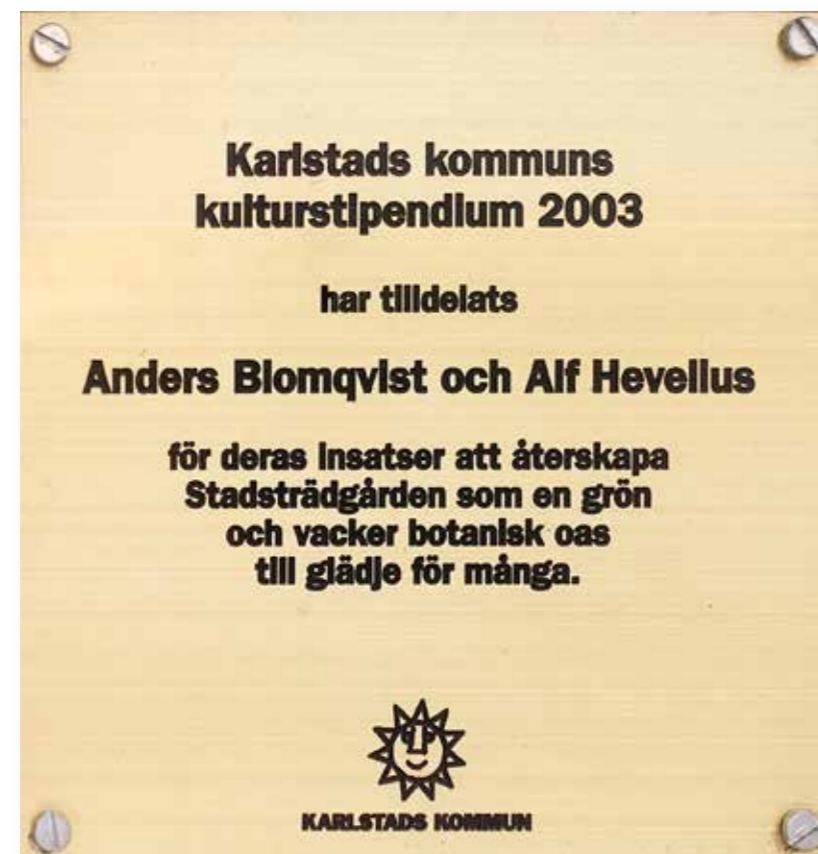 Karlstads kommuns
kulturstipendium 2003
har tilldelats
Anders Blomqvist och Alf Hevelius
för deras insatser att återskapa
Stadsträdgården som en grön
och vacker botanisk oas
till glädje för många.
KARLSTADS KOMMUN